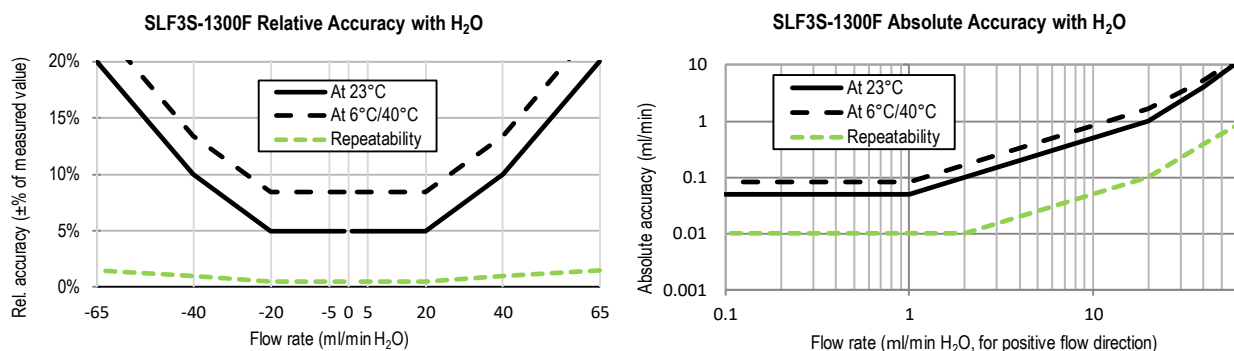 SLF3S-1300F Relative Accuracy with H₂O
Rel. accuracy (±% of measured value)
20%
15%
10%
5%
0%
At 23°C
At 6°C/40°C
Repeatability
-65 -40 -20 -5 0 5 20 40 65
Flow rate (ml/min H₂O)
SLF3S-1300F Absolute Accuracy with H₂O
Absolute accuracy (ml/min)
10
1
0.1
0.01
0.001
At 23°C
At 6°C/40°C
Repeatability
0.1 1 10
Flow rate (ml/min H₂O, for positive flow direction)